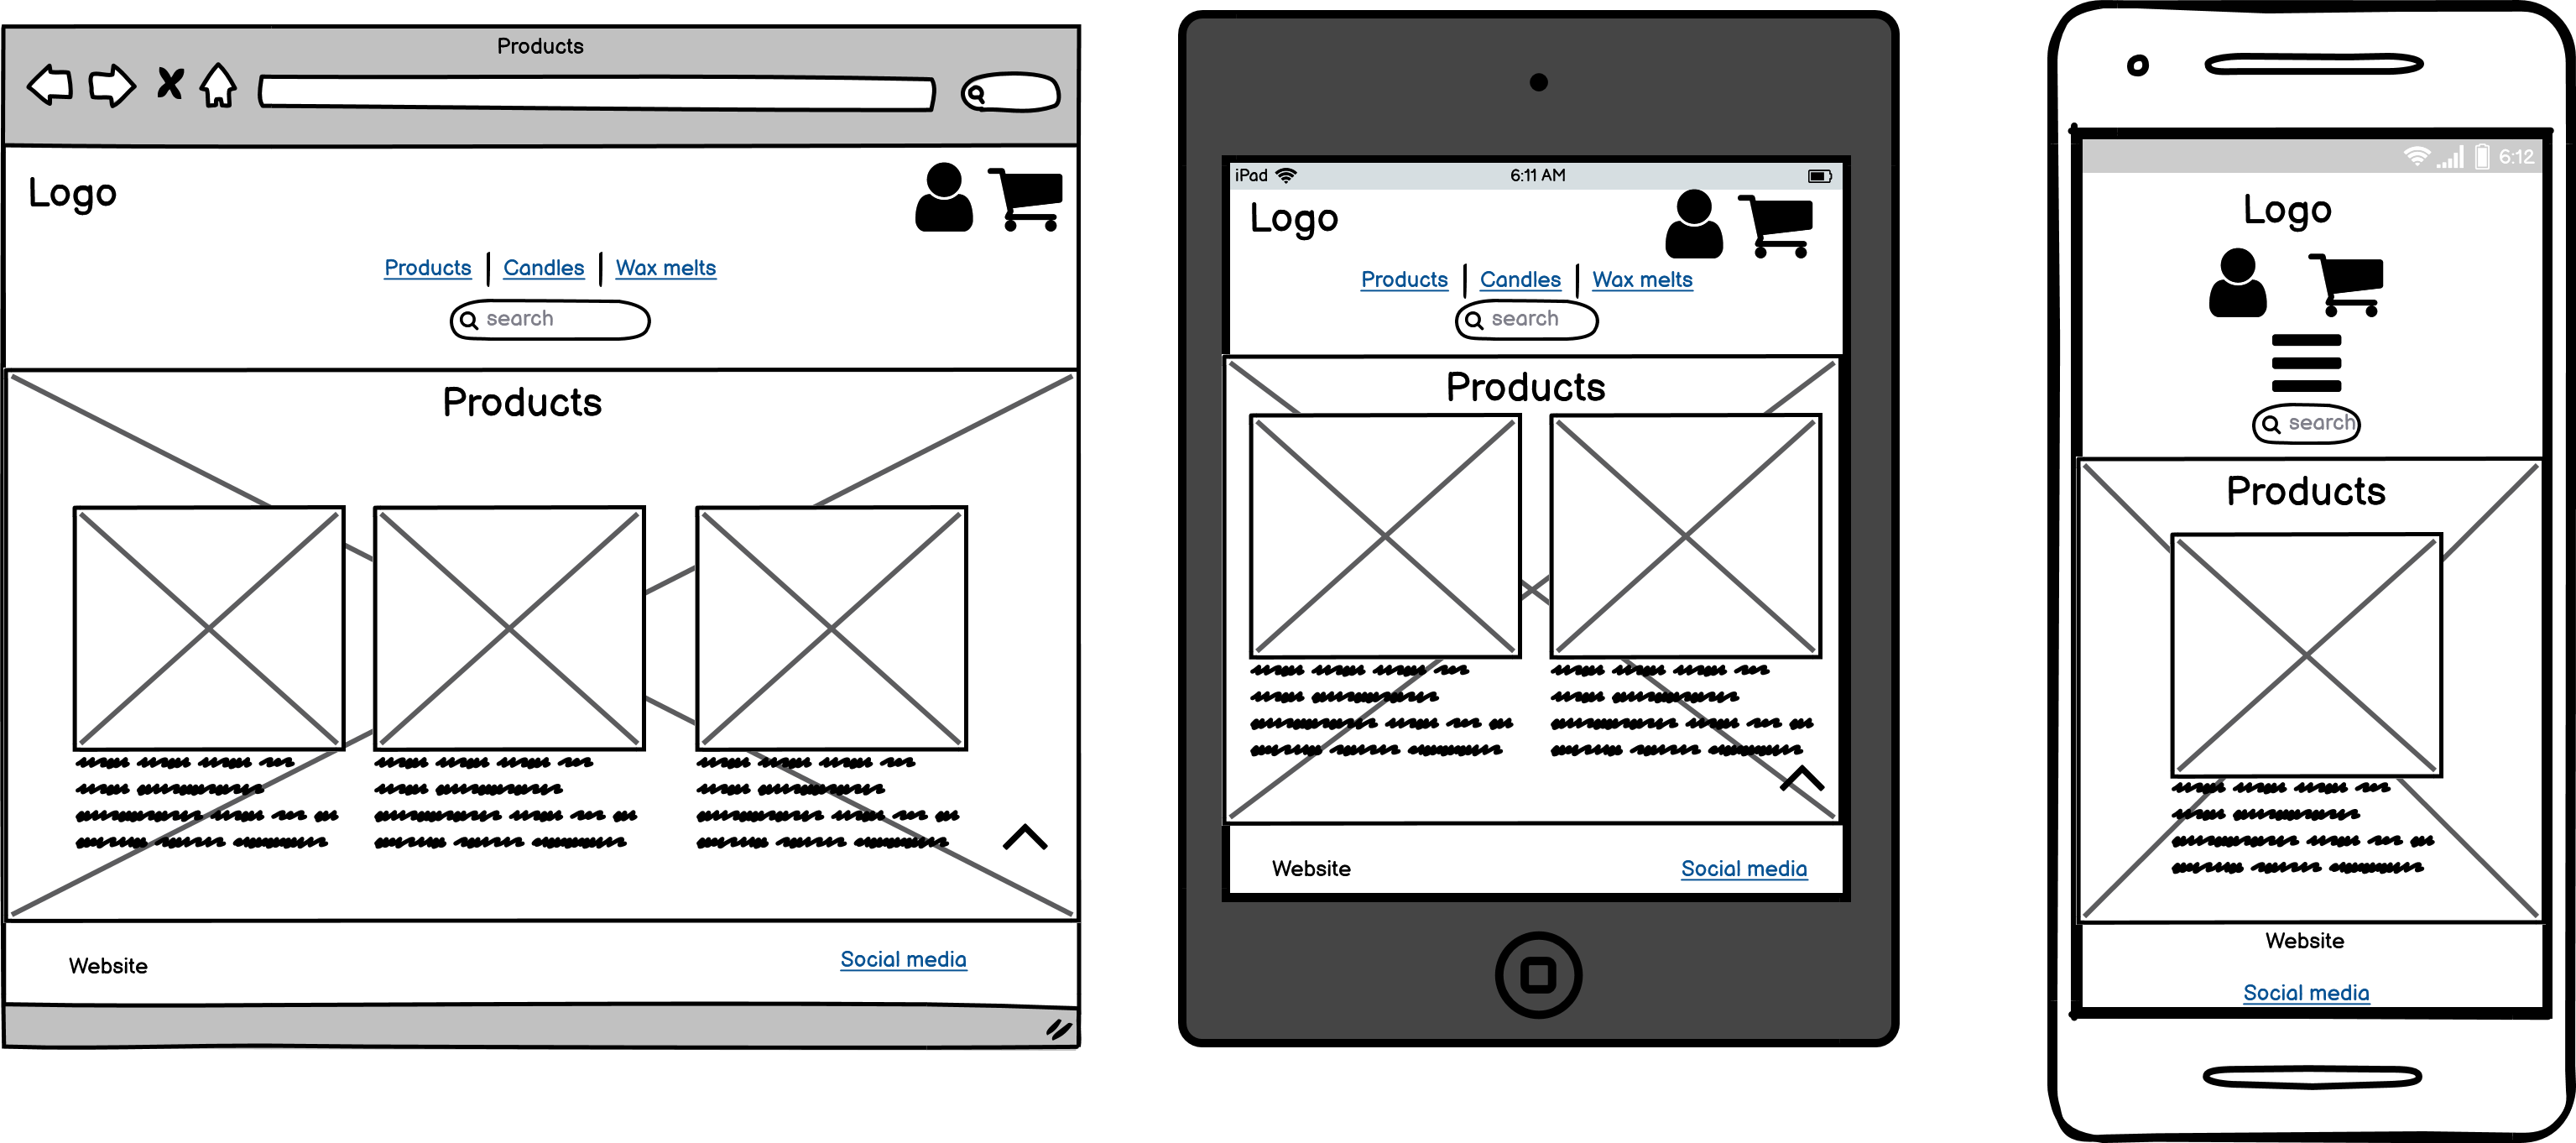 Products
Logo
Products
Candles
Wax melts
search
Products
Website
Social media
iPad
6:11 AM
Logo
Products
Candles
Wax melts
search
Products
Website
Social media
6:12
Logo
search
Products
Website
Social media